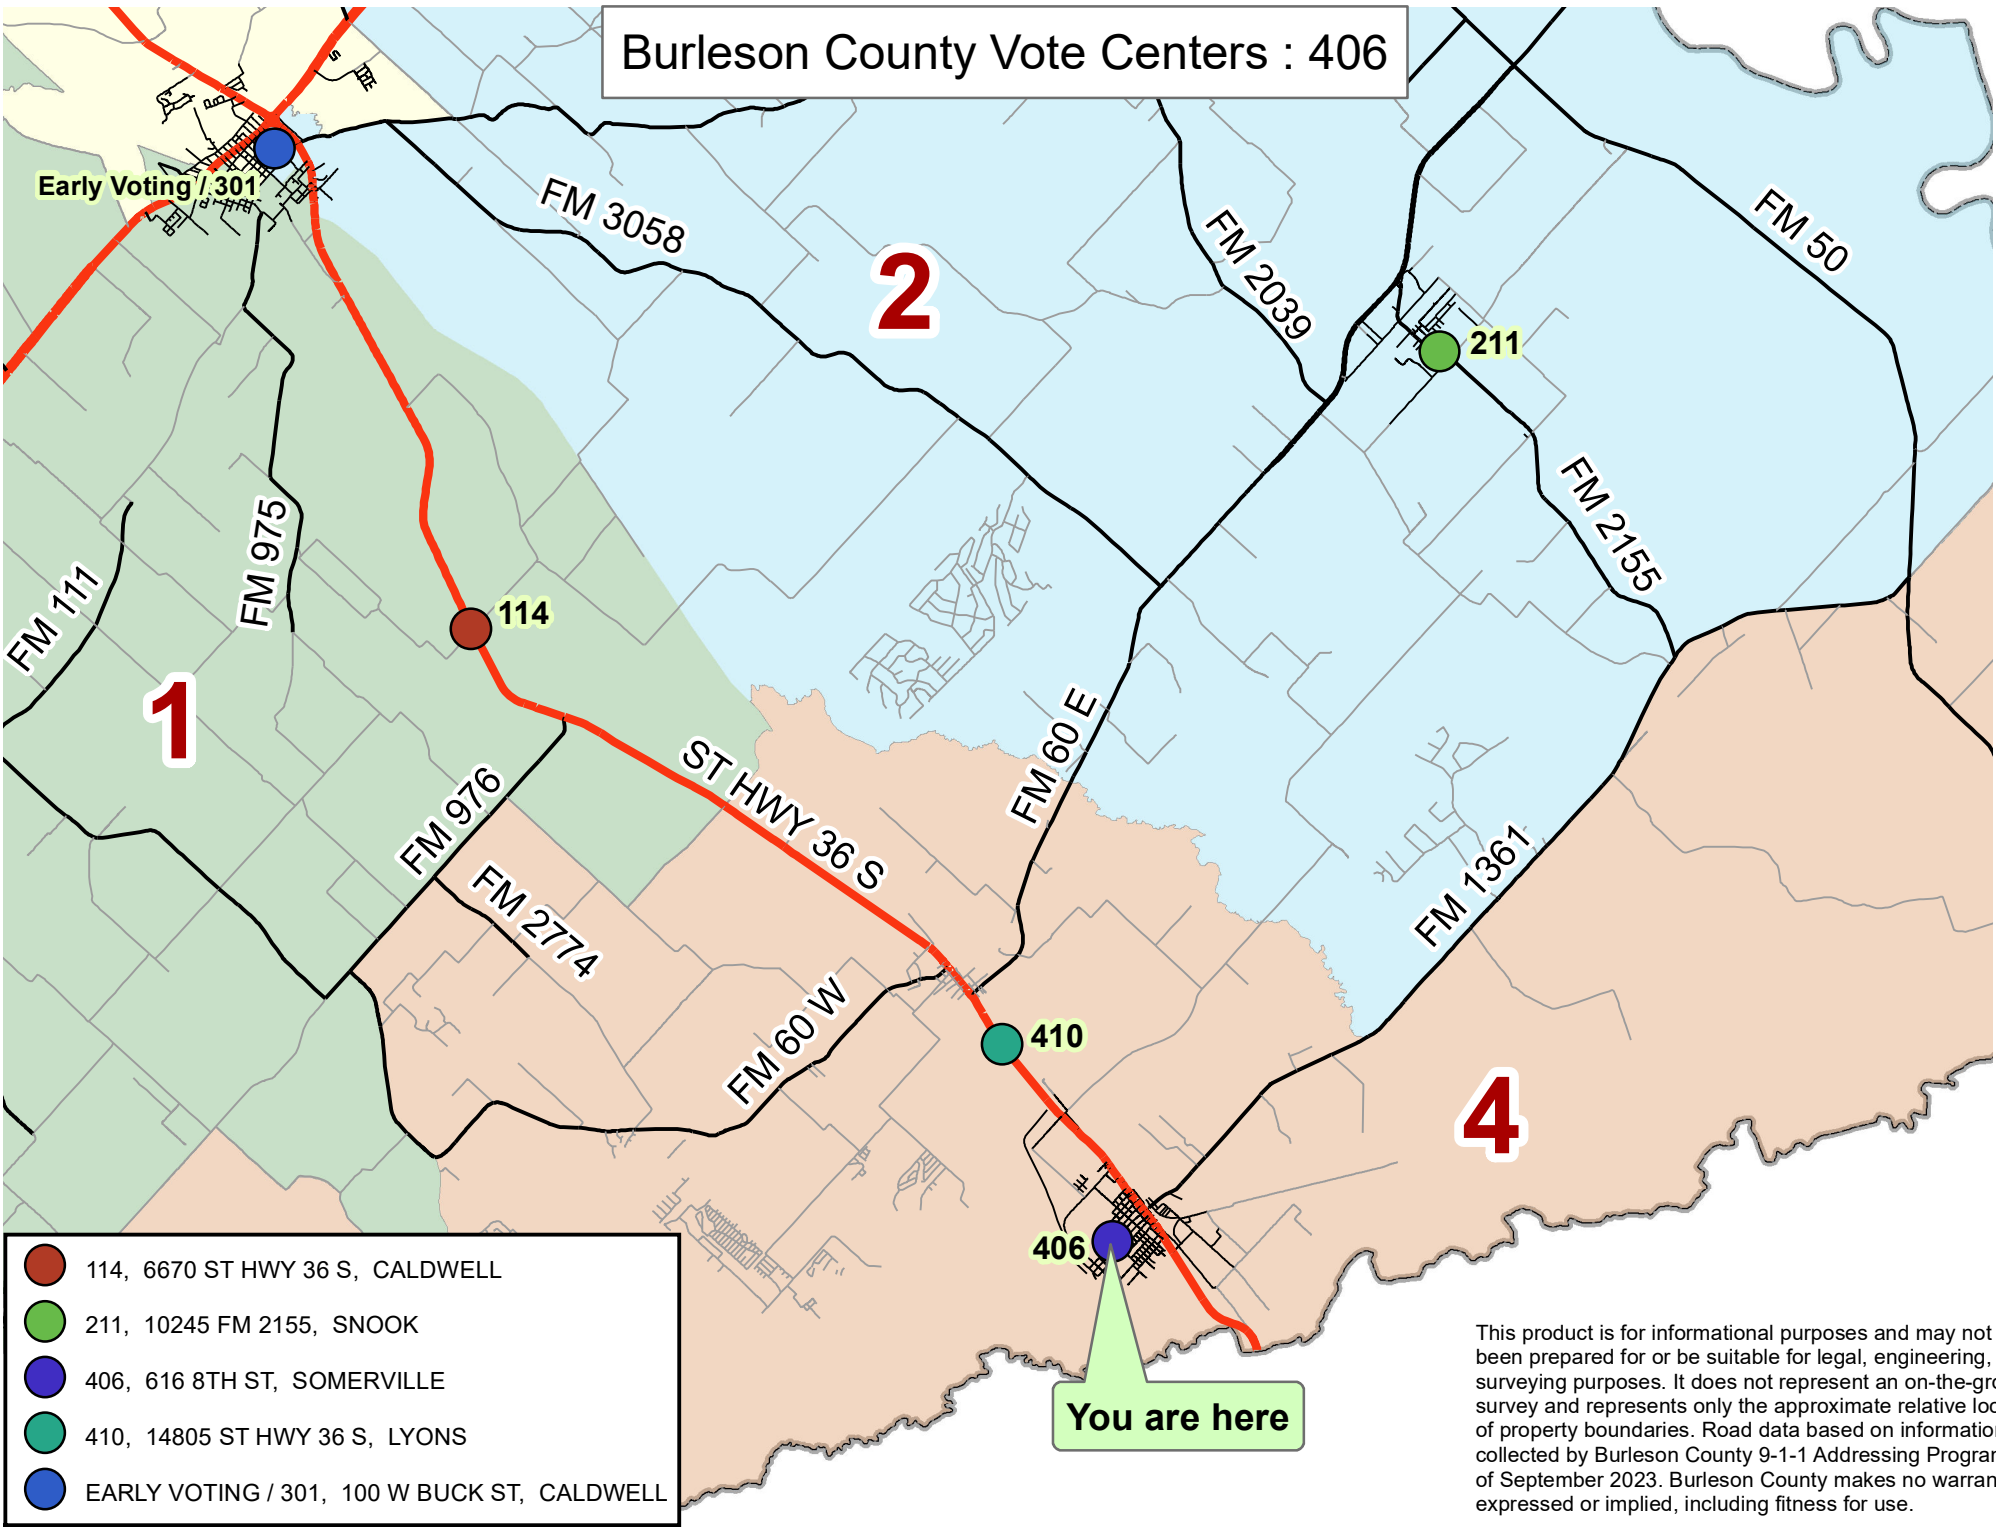 Burleson County Vote Centers : 406
Early Voting / 301
FM 3058
FM 2039
FM 50
2
211
FM 2155
FM 975
FM 111
114
1
FM 976
ST HWY 36 S
FM 60 E
FM 1361
FM 2774
FM 60 W
410
4
406
You are here
114, 6670 ST HWY 36 S, CALDWELL
211, 10245 FM 2155, SNOOK
406, 616 8TH ST, SOMERVILLE
410, 14805 ST HWY 36 S, LYONS
EARLY VOTING / 301, 100 W BUCK ST, CALDWELL
This product is for informational purposes and may not
been prepared for or be suitable for legal, engineering,
surveying purposes. It does not represent an on-the-gro
survey and represents only the approximate relative loc
of property boundaries. Road data based on information
collected by Burleson County 9-1-1 Addressing Program
of September 2023. Burleson County makes no warran
expressed or implied, including fitness for use.